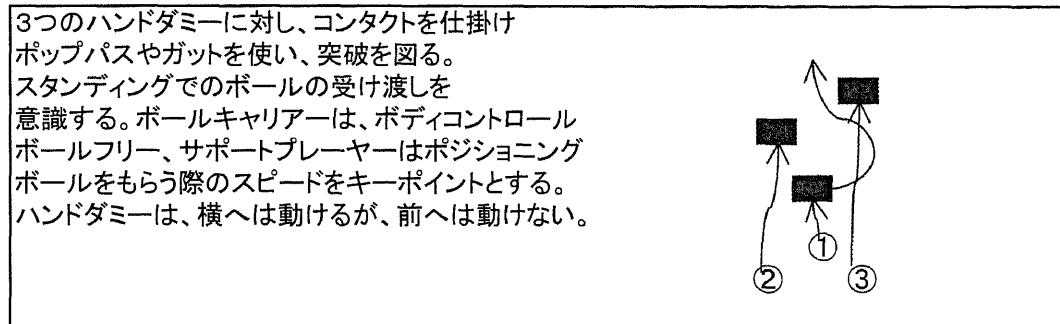 3つのハンドダミーに対し、コンタクトを仕掛け
ポップパスやガットを使い、突破を図る。
スタンディングでのボールの受け渡しを
意識する。ボールキャリアーは、ボディコントロール
ボールフリー、サポートプレーヤーはポジショニング
ボールをもらう際のスピードをキーポイントとする。
ハンドダミーは、横へは動けるが、前へは動けない。
①
② ③